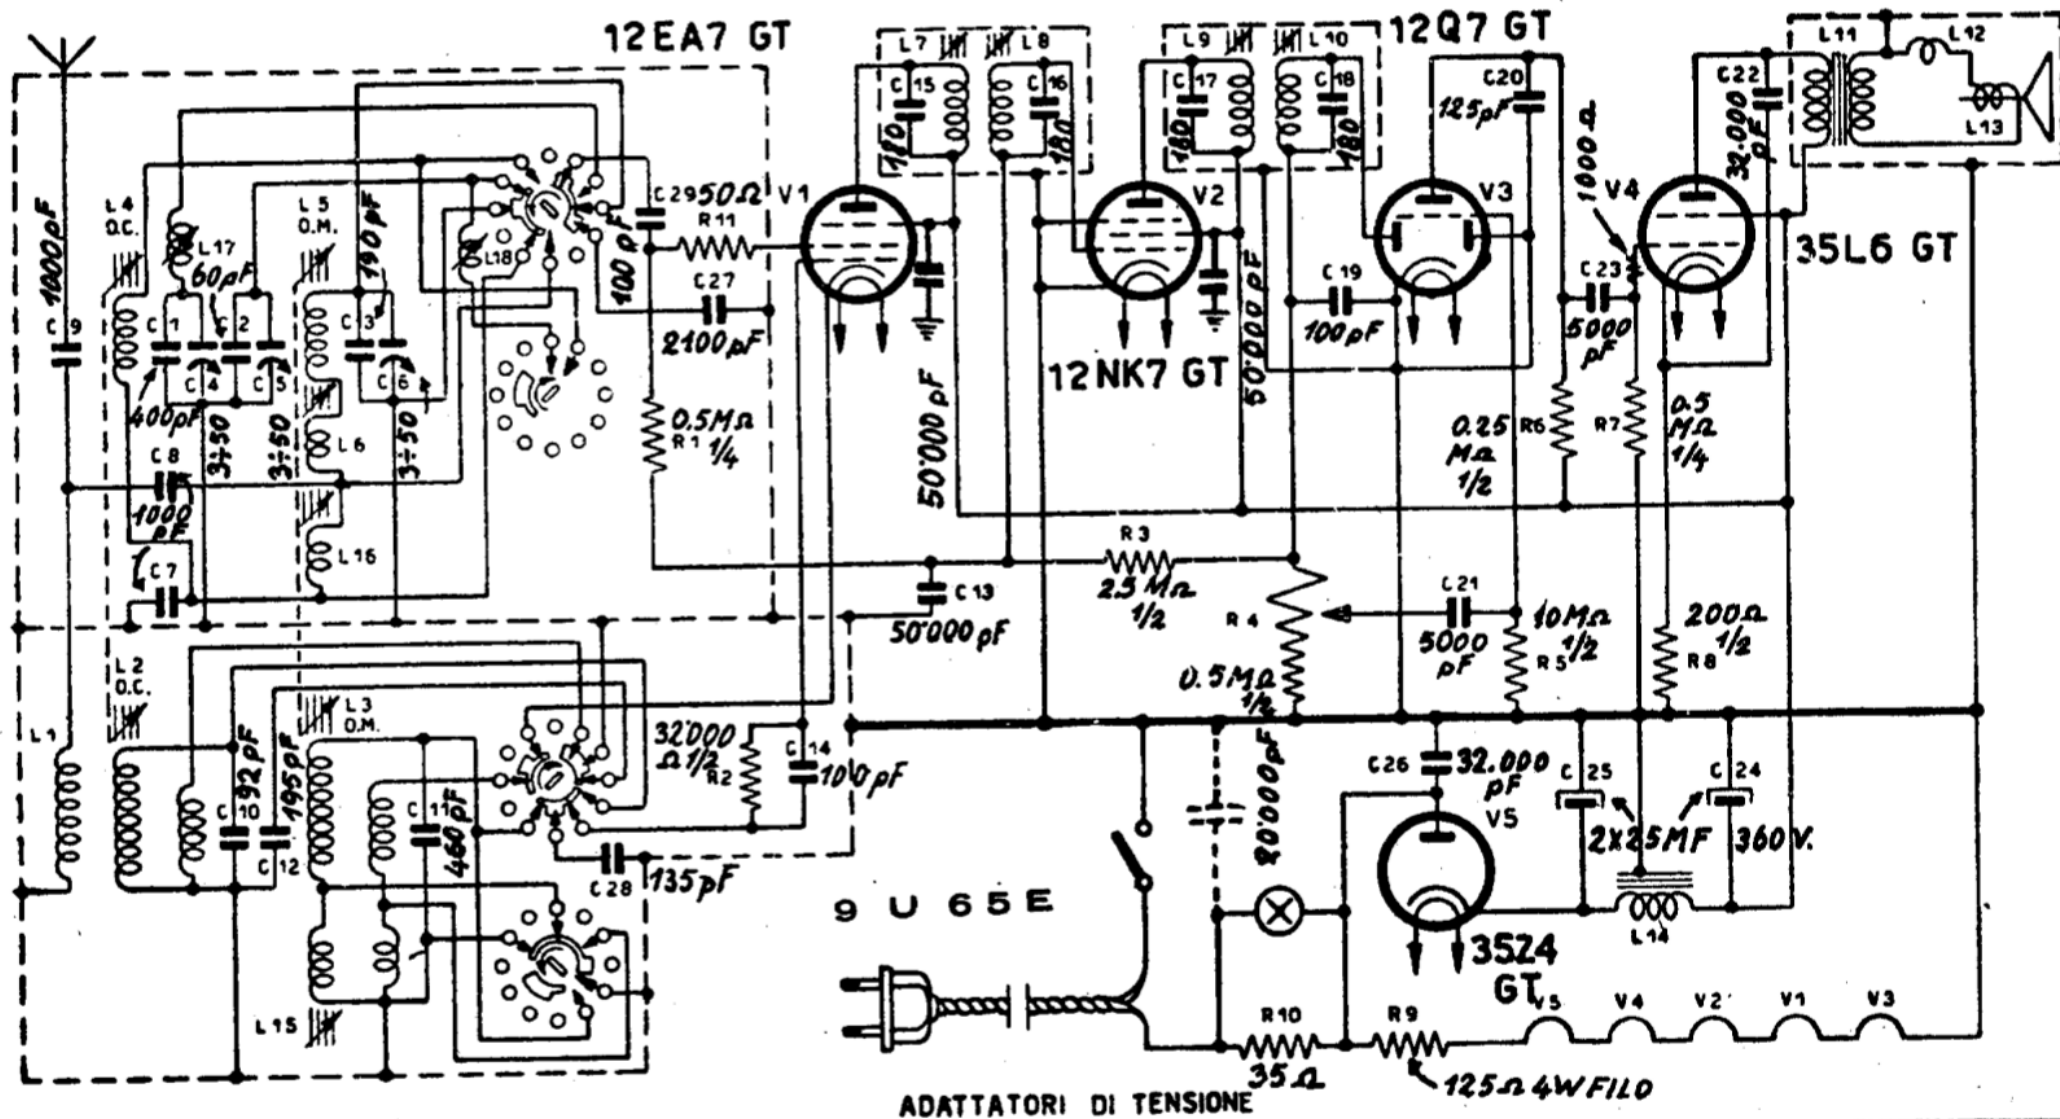 12EA7 GT
12Q7 GT
L7
L8
L9
L10
L11
L12
L13
C15
180
C16
180
C17
180
C18
180
C20
125pF
C22
32.000 pF
1000Ω
V1
V2
V3
V4
35L6 GT
12NK7 GT
L4
O.C.
L17
60pF
L5
O.M.
190pF
L18
C29
100pF
50Ω
R11
C27
2100pF
1000pF
C9
C1
C2
C3
C4
C5
C6
400pF
3÷50
3÷50
3÷50
L6
C8
1000
pF
L16
C7
0.5MΩ
R1 1/4
50'000 pF
50'000 pF
C19
100pF
C23
5000
pF
0.25
MΩ
1/2
R6
R7
0.5
MΩ
1/4
R3
2.5 MΩ
1/2
C13
50'000pF
R4
0.5MΩ
1/2
C21
5000
pF
10MΩ
1/2
R5
200Ω
1/2
R8
L2
O.C.
L3
O.M.
L1
92pF
195pF
C10
C12
C11
460pF
L15
C28
135pF
32'000
Ω 1/2
R2
C14
100pF
20'000pF
C26
32.000
pF
V5
C25
C24
2X25MF
360V.
L14
35Z4
GT
9 U 65E
R10
35Ω
R9
125Ω 4W FILO
V5
V4
V2
V1
V3
ADATTATORI DI TENSIONE